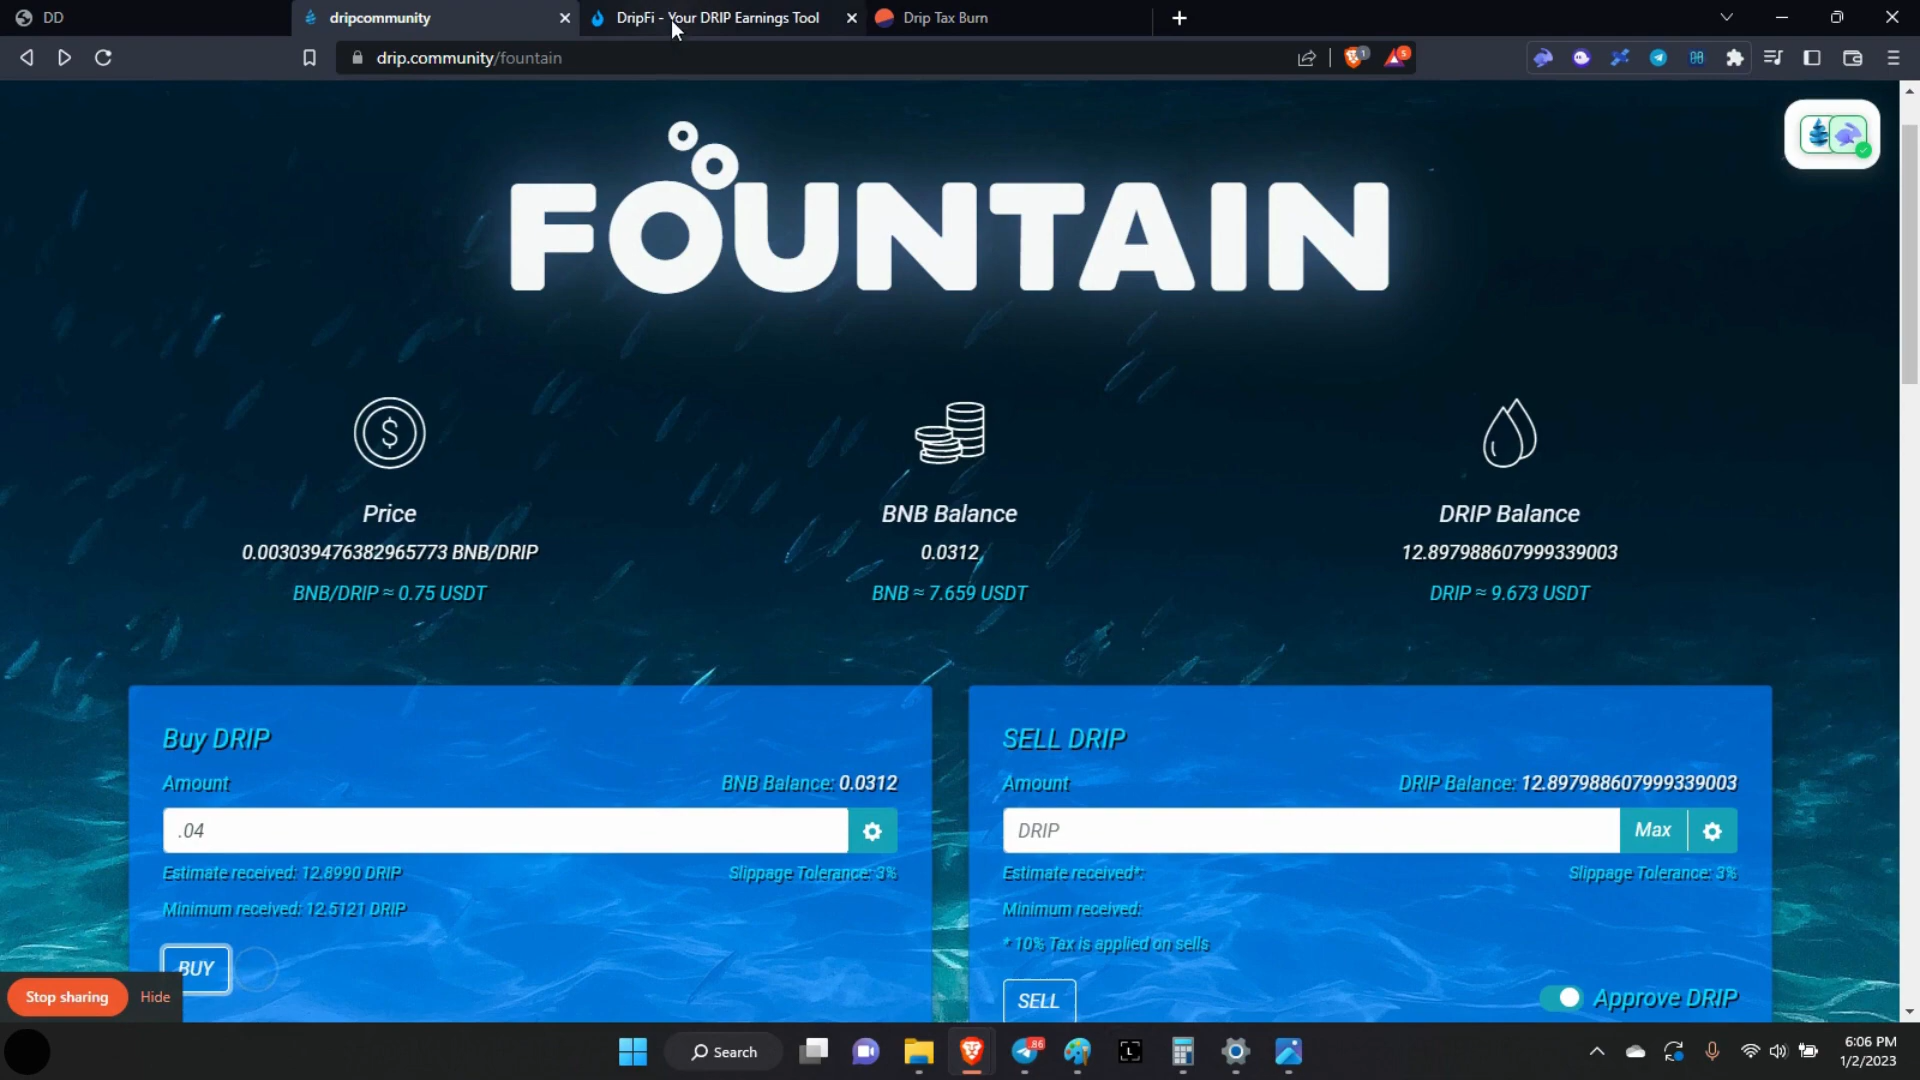 DD
dripcommunity
DripFi - Your DRIP Earnings Tool
Drip Tax Burn
drip.community/fountain
1
5
FOUNTAIN
Price
0.003039476382965773 BNB/DRIP
BNB/DRIP ≈ 0.75 USDT
BNB Balance
0.0312
BNB ≈ 7.659 USDT
DRIP Balance
12.897988607999339003
DRIP ≈ 9.673 USDT
Buy DRIP
Amount
BNB Balance: 0.0312
.04
Estimate received: 12.8990 DRIP
Slippage Tolerance: 3%
Minimum received: 12.5121 DRIP
BUY
SELL DRIP
Amount
DRIP Balance: 12.897988607999339003
DRIP
Max
Estimate received*:
Slippage Tolerance: 3%
Minimum received:
* 10% Tax is applied on sells
SELL
Approve DRIP
Stop sharing
Hide
Search
86
L
6:06 PM
1/2/2023